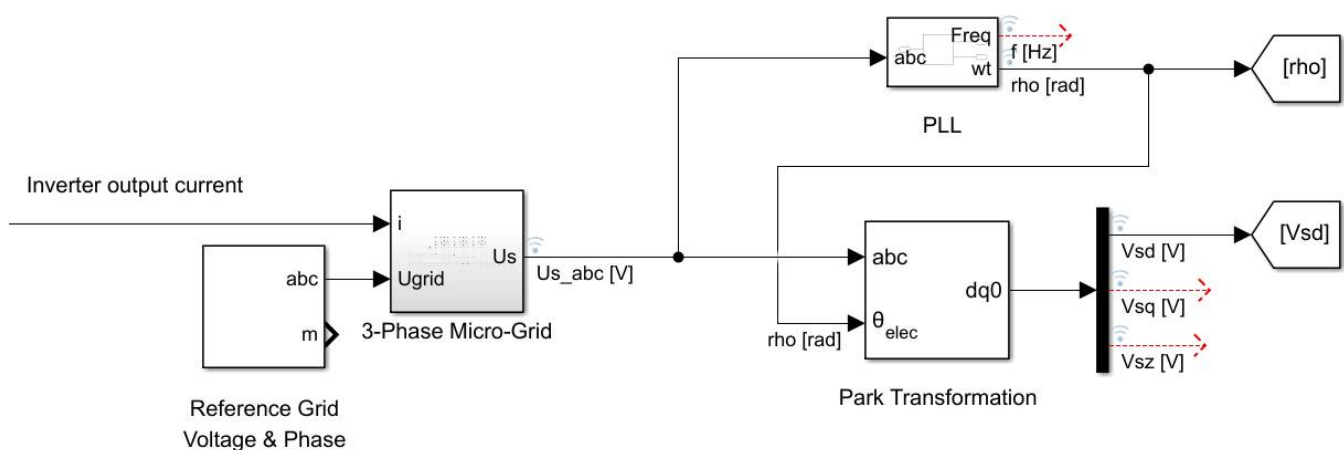 Freq
abc
f [Hz]
wt
rho [rad]
[rho]
PLL
Inverter output current
i
Us
Ugrid
Us_abc [V]
3-Phase Micro-Grid
abc
m
Reference Grid
Voltage & Phase
abc
dq0
θelec
rho [rad]
Park Transformation
Vsd [V]
[Vsd]
Vsq [V]
Vsz [V]